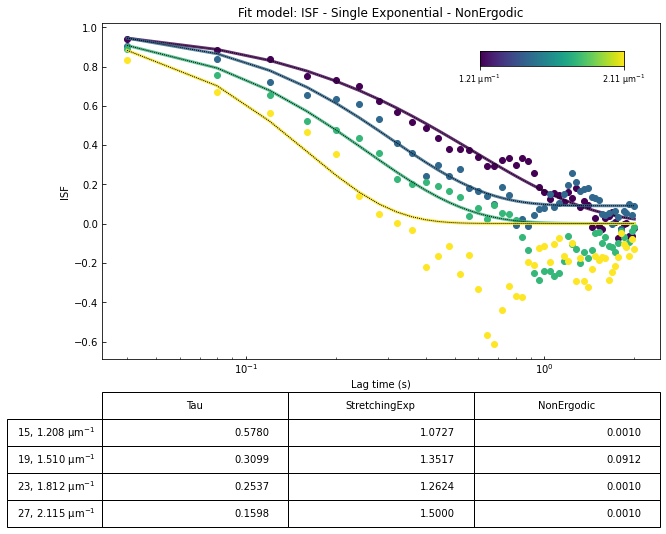 Fit model: ISF - Single Exponential - NonErgodic
1.0
0.8
0.6
0.4
0.2
0.0
−0.2
−0.4
−0.6
ISF
1.21 μm⁻¹ 2.11 μm⁻¹
10⁻¹ 10⁰
Lag time (s)
Tau StretchingExp NonErgodic
15, 1.208 μm⁻¹ 0.5780 1.0727 0.0010
19, 1.510 μm⁻¹ 0.3099 1.3517 0.0912
23, 1.812 μm⁻¹ 0.2537 1.2624 0.0010
27, 2.115 μm⁻¹ 0.1598 1.5000 0.0010